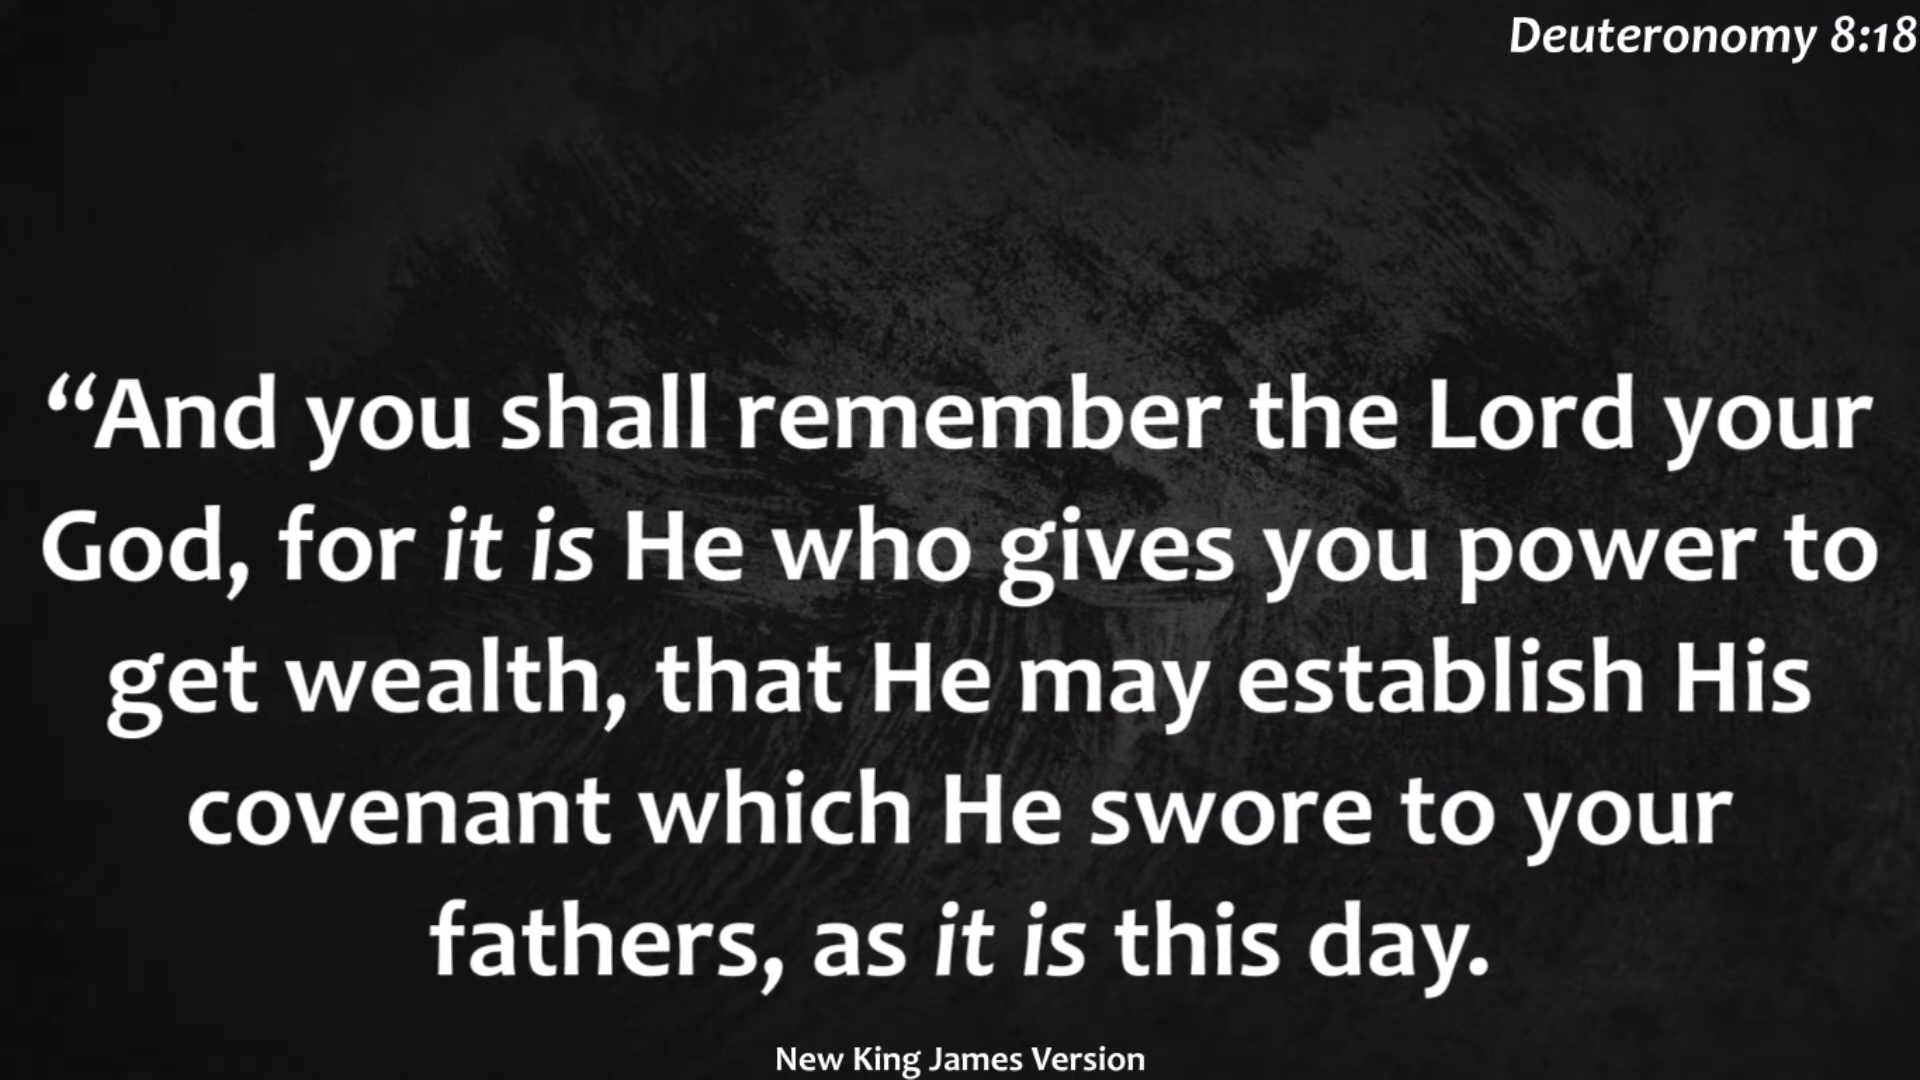 Deuteronomy 8:18
“And you shall remember the Lord your
God, for it is He who gives you power to
get wealth, that He may establish His
covenant which He swore to your
fathers, as it is this day.
New King James Version